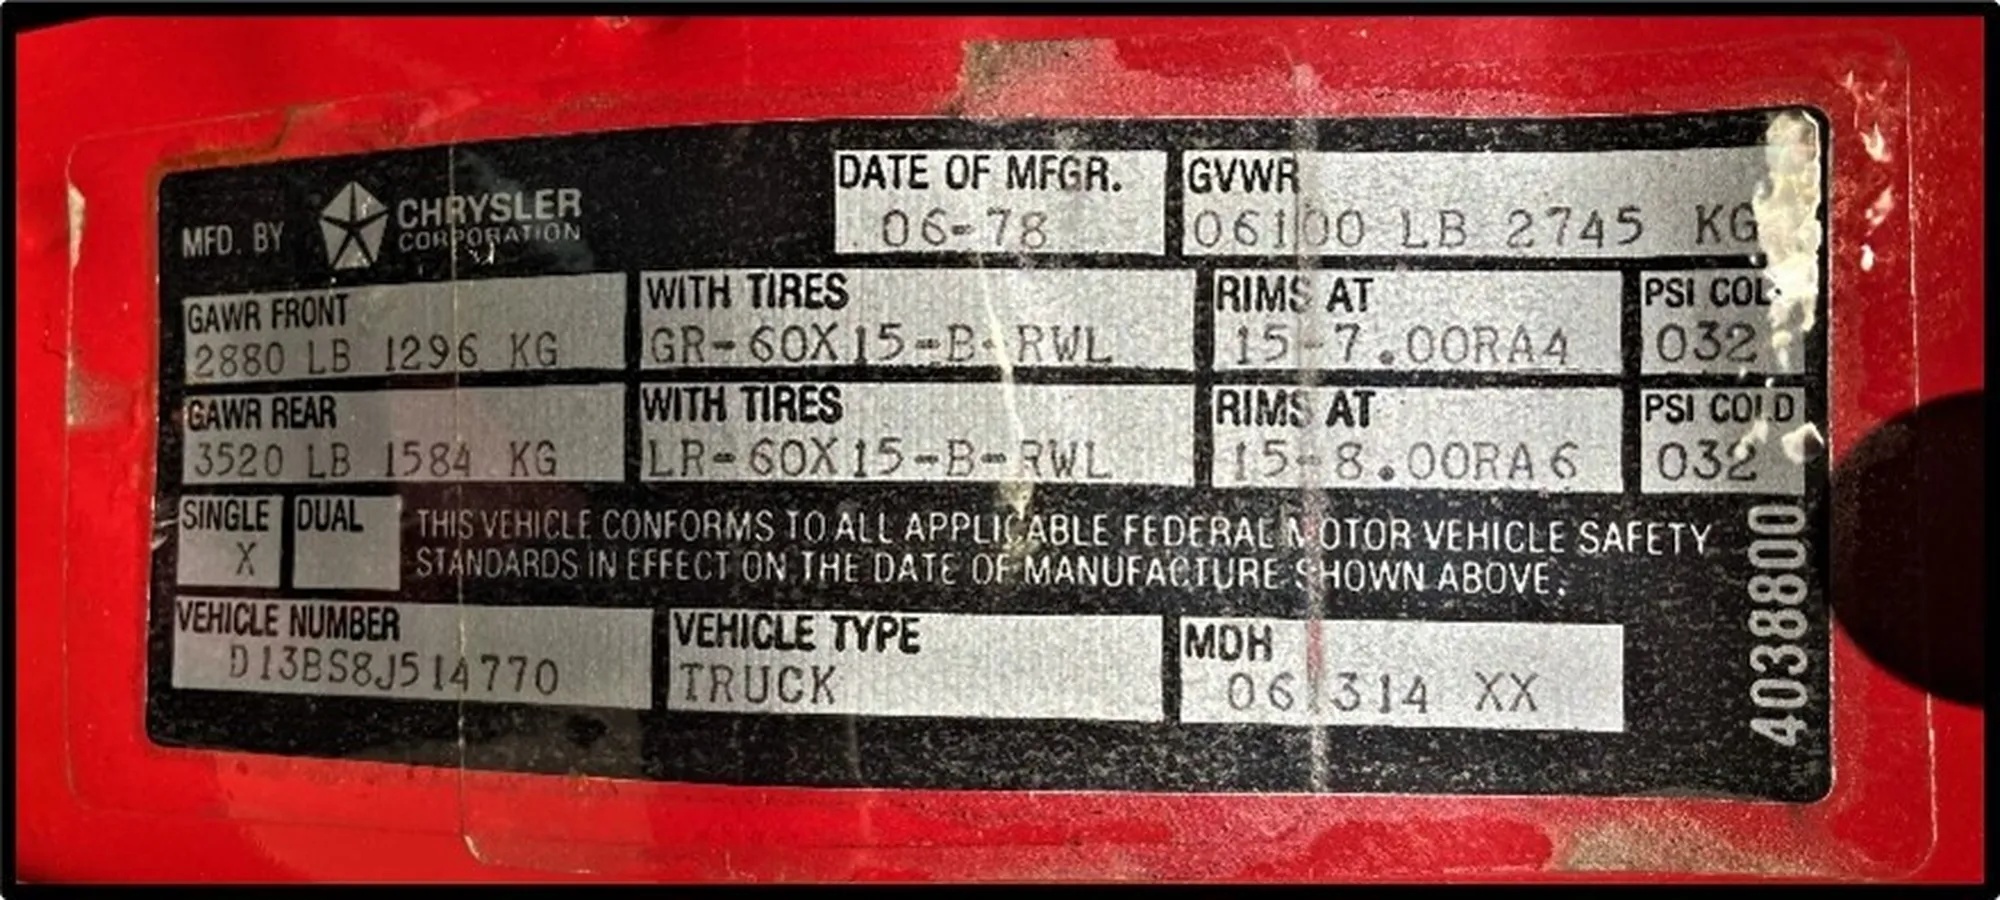 MFD. BY CHRYSLER CORPORATION
DATE OF MFGR.
06-78
GVWR
06100 LB 2745 KG
GAWR FRONT
2880 LB 1296 KG
WITH TIRES
GR-60X15-B-RWL
RIMS AT
15-7.00RA4
PSI COL
032
GAWR REAR
3520 LB 1584 KG
WITH TIRES
LR-60X15-B-RWL
RIMS AT
15-8.00RA6
PSI COLD
032
SINGLE
X
DUAL
THIS VEHICLE CONFORMS TO ALL APPLICABLE FEDERAL MOTOR VEHICLE SAFETY
STANDARDS IN EFFECT ON THE DATE OF MANUFACTURE SHOWN ABOVE.
VEHICLE NUMBER
D13BS8J514770
VEHICLE TYPE
TRUCK
MDH
061314 XX
4038800